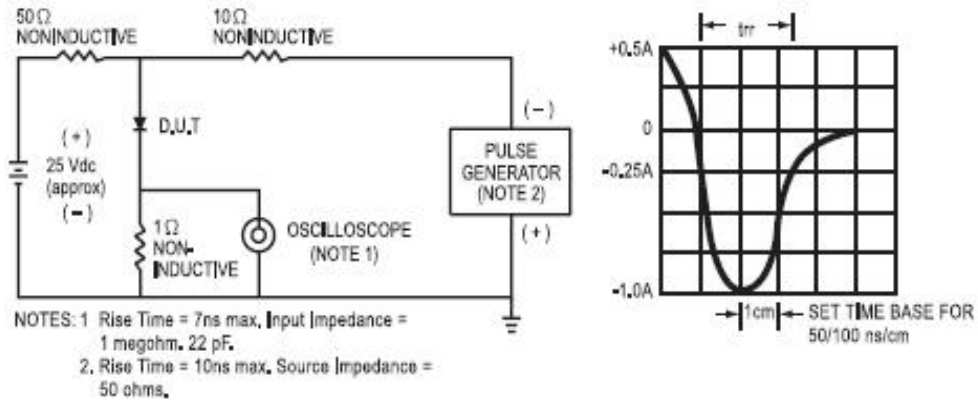 50Ω
NONINDUCTIVE
10Ω
NONINDUCTIVE
D.U.T
(+)
25 Vdc
(approx)
(−)
1Ω
NON-
INDUCTIVE
OSCILLOSCOPE
(NOTE 1)
(−)
PULSE
GENERATOR
(NOTE 2)
(+)
trr
+0.5A
0
-0.25A
-1.0A
1cm
SET TIME BASE FOR
50/100 ns/cm
NOTES: 1 Rise Time = 7ns max. Input Impedance =
1 megohm. 22 pF.
2. Rise Time = 10ns max. Source Impedance =
50 ohms.